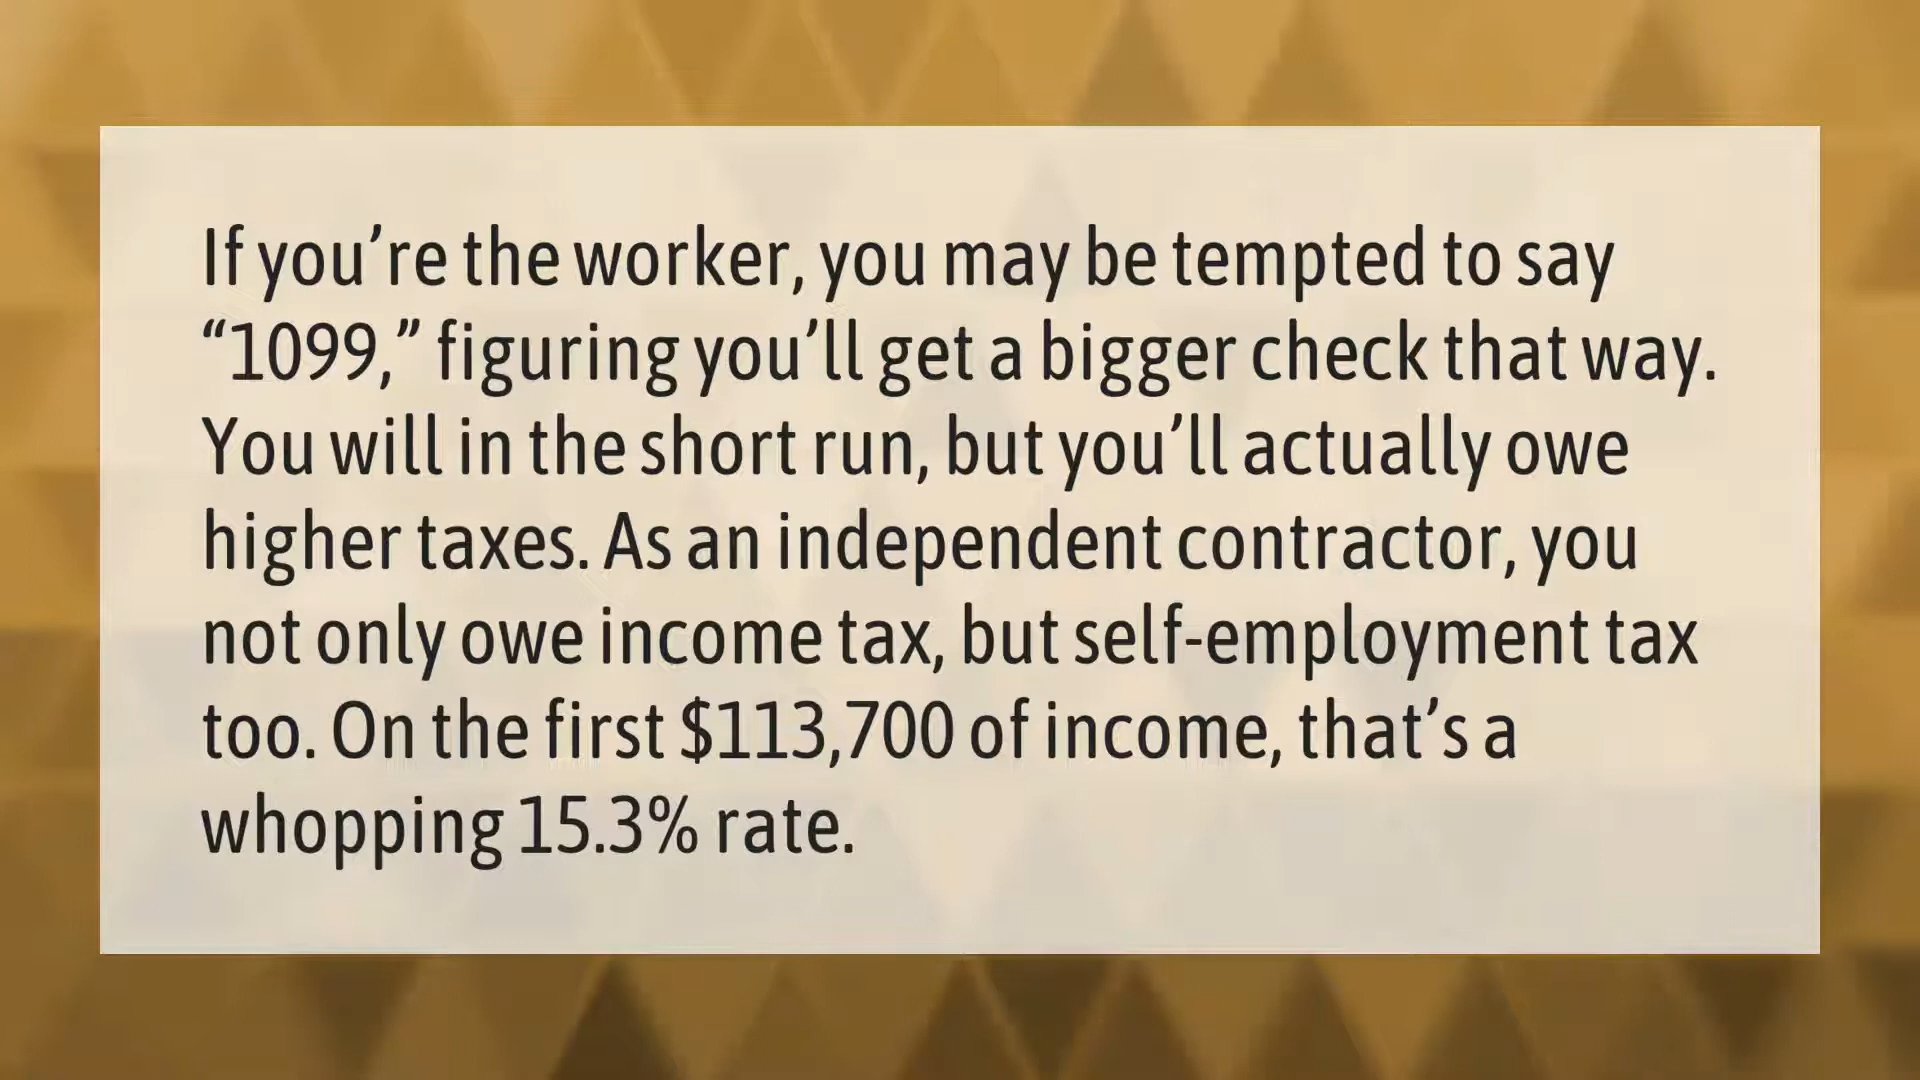 If you’re the worker, you may be tempted to say
“1099,” figuring you’ll get a bigger check that way.
You will in the short run, but you’ll actually owe
higher taxes. As an independent contractor, you
not only owe income tax, but self-employment tax
too. On the first $113,700 of income, that’s a
whopping 15.3% rate.